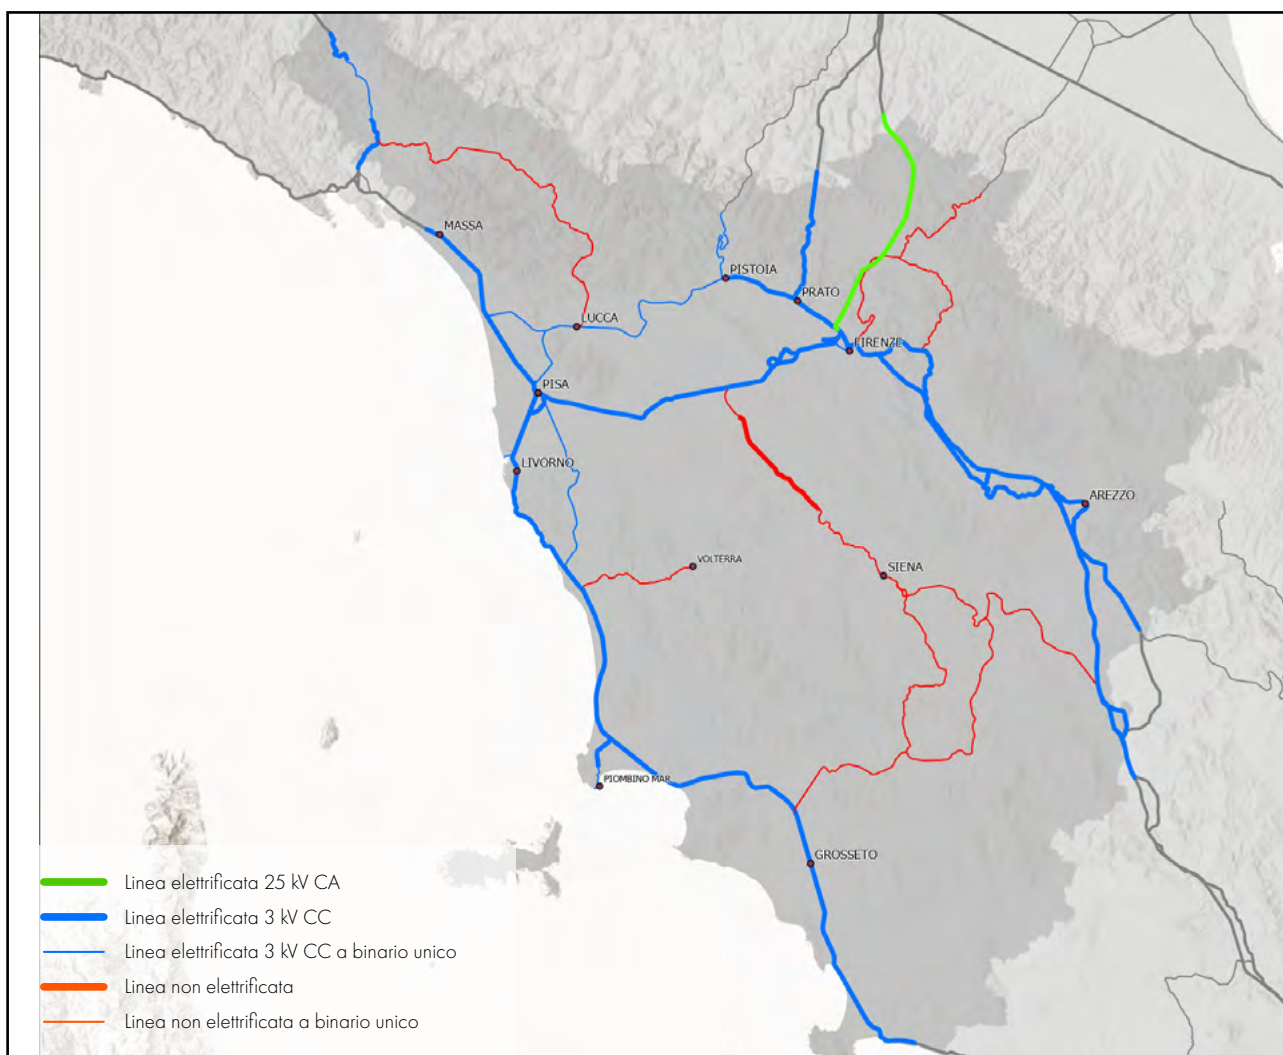 MASSA
PISTOIA
PRATO
LUCCA
FIRENZE
PISA
LIVORNO
AREZZO
VOLTERRA
SIENA
PIOMBINO MAR
GROSSETO
Linea elettrificata 25 kV CA
Linea elettrificata 3 kV CC
Linea elettrificata 3 kV CC a binario unico
Linea non elettrificata
Linea non elettrificata a binario unico